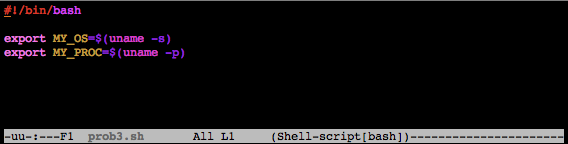 #!/bin/bash
export MY_OS=$(uname -s)
export MY_PROC=$(uname -p)
-uu-:---F1  prob3.sh       All L1     (Shell-script[bash])----------------------